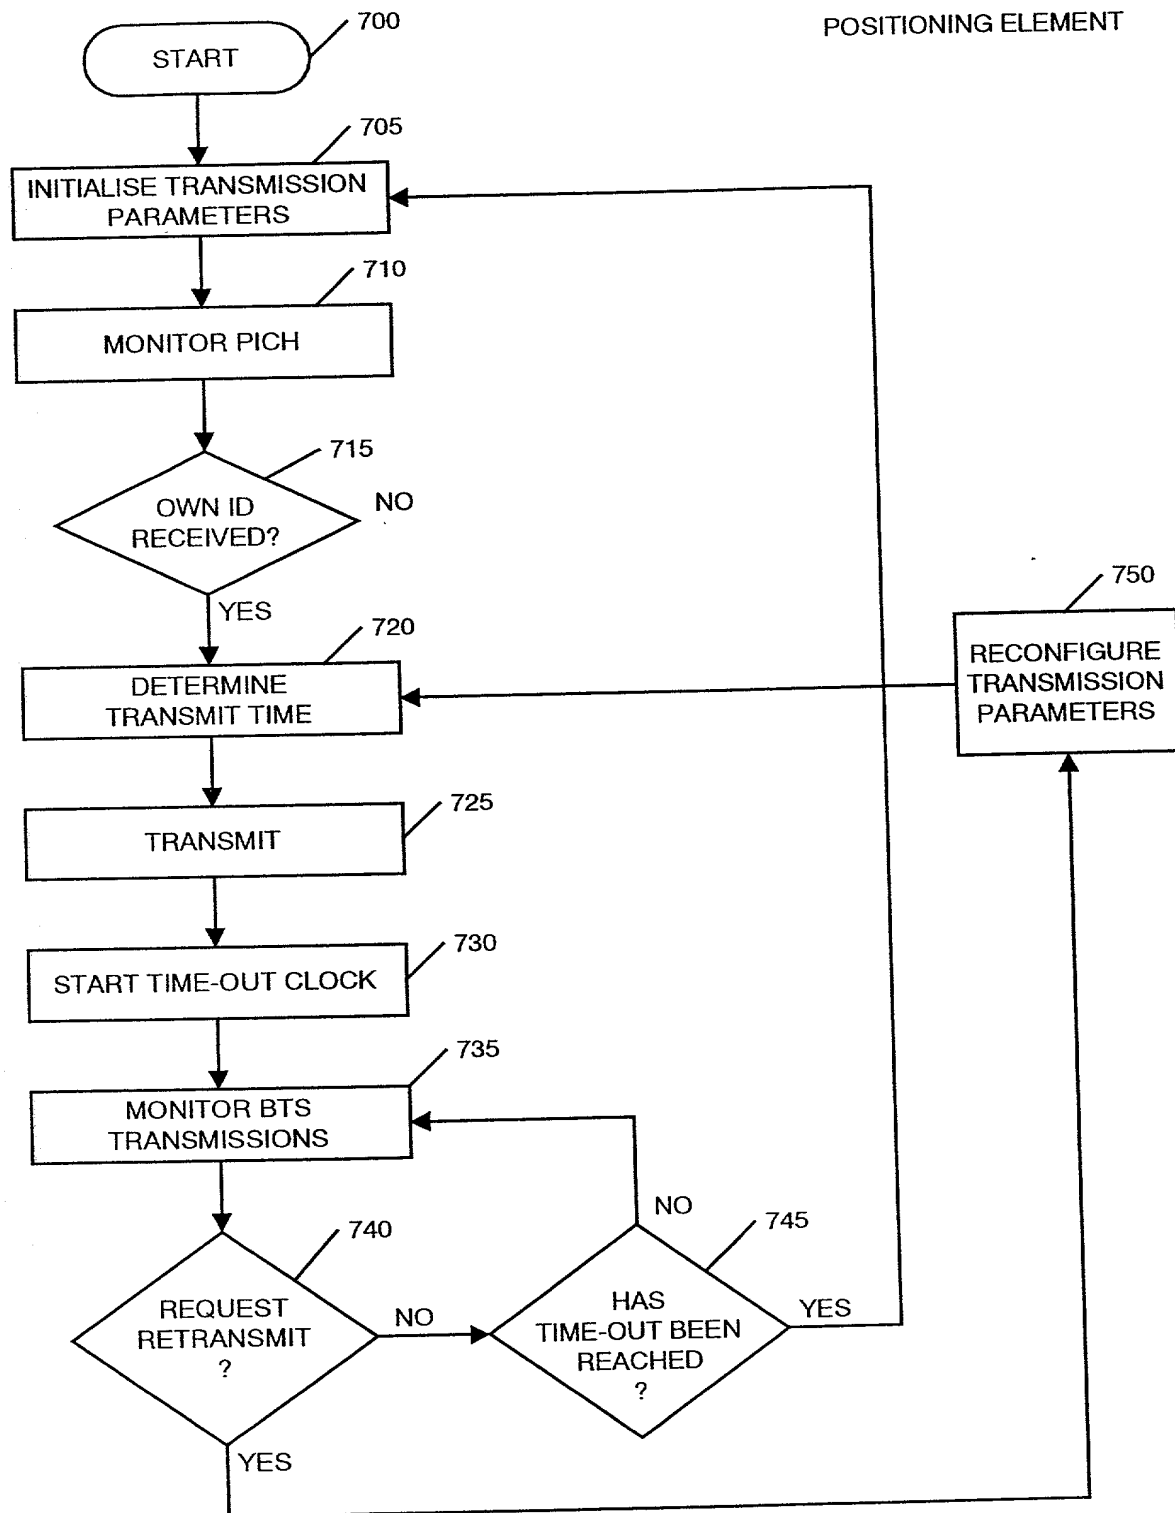 POSITIONING ELEMENT
700
START
705
INITIALISE TRANSMISSION
PARAMETERS
710
MONITOR PICH
715
OWN ID
RECEIVED?
NO
YES
720
DETERMINE
TRANSMIT TIME
750
RECONFIGURE
TRANSMISSION
PARAMETERS
725
TRANSMIT
730
START TIME-OUT CLOCK
735
MONITOR BTS
TRANSMISSIONS
740
REQUEST
RETRANSMIT
?
NO
YES
745
HAS
TIME-OUT BEEN
REACHED
?
NO
YES